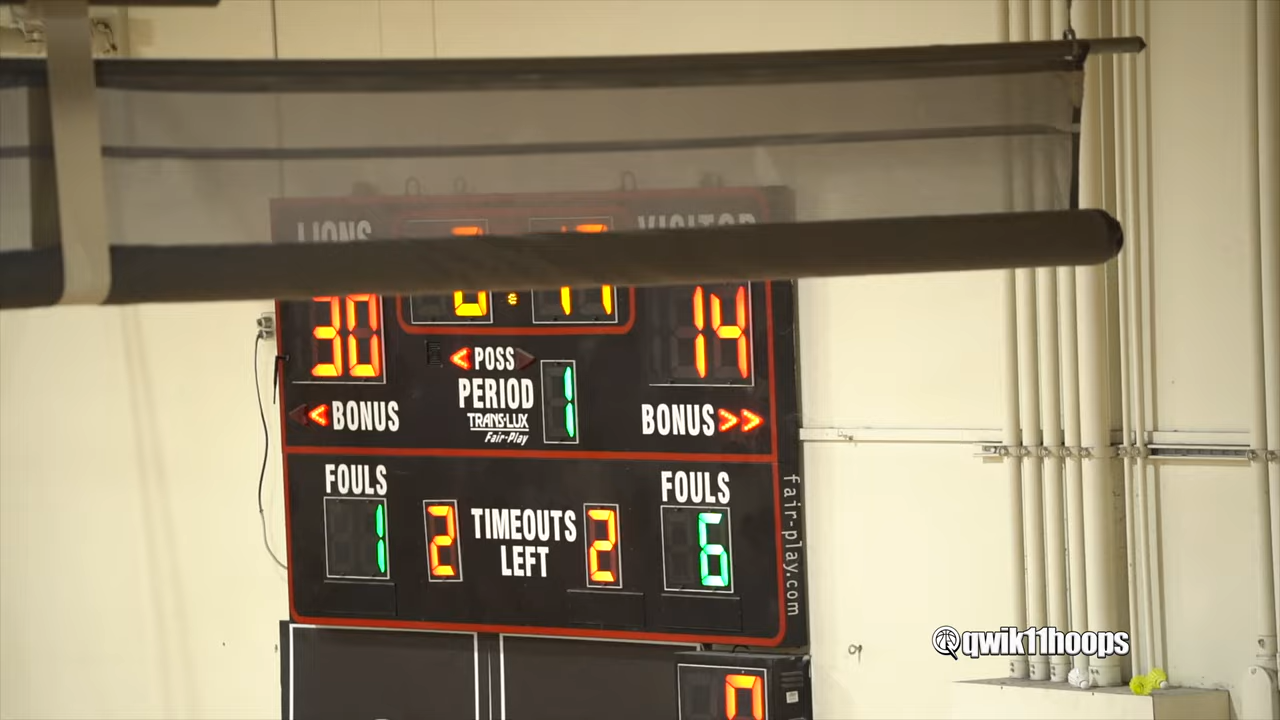 LIONS
VISITOR
30
14
< POSS
PERIOD
1
TRANS-LUX
Fair-Play
< BONUS
BONUS >>
FOULS
FOULS
1
2
TIMEOUTS
LEFT
2
6
fair-play.com
@qwik11hoops